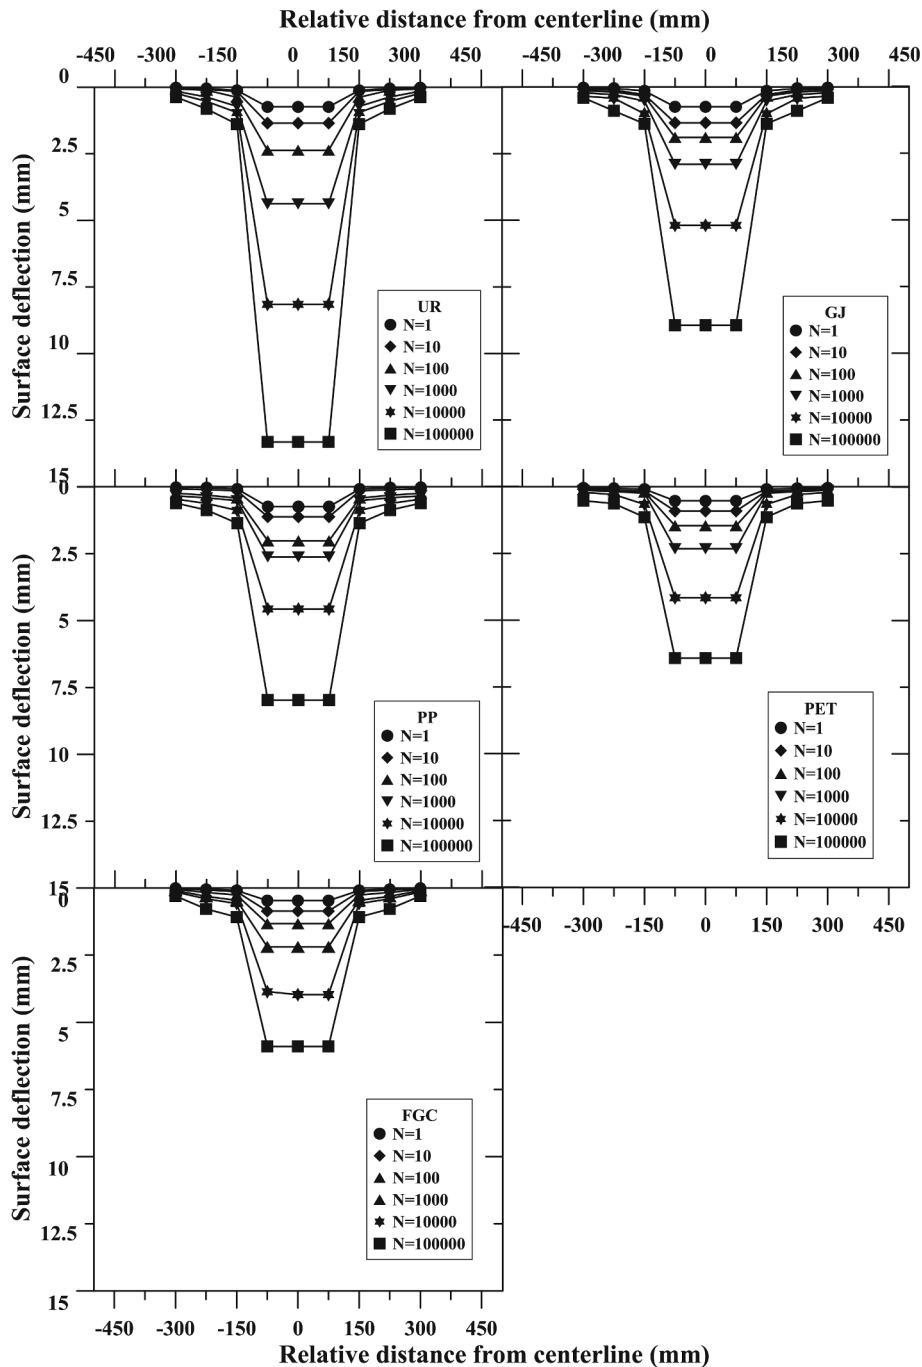 Relative distance from centerline (mm)
-450 -300 -150 0 150 300 450
-450 -300 -150 0 150 300 450
Surface deflection (mm)
0
2.5
5
7.5
10
12.5
15
UR
N=1
N=10
N=100
N=1000
N=10000
N=100000
GJ
N=1
N=10
N=100
N=1000
N=10000
N=100000
Surface deflection (mm)
0
2.5
5
7.5
10
12.5
15
PP
N=1
N=10
N=100
N=1000
N=10000
N=100000
PET
N=1
N=10
N=100
N=1000
N=10000
N=100000
-450 -300 -150 0 150 300 450
Surface deflection (mm)
0
2.5
5
7.5
10
12.5
15
FGC
N=1
N=10
N=100
N=1000
N=10000
N=100000
-450 -300 -150 0 150 300 450
Relative distance from centerline (mm)